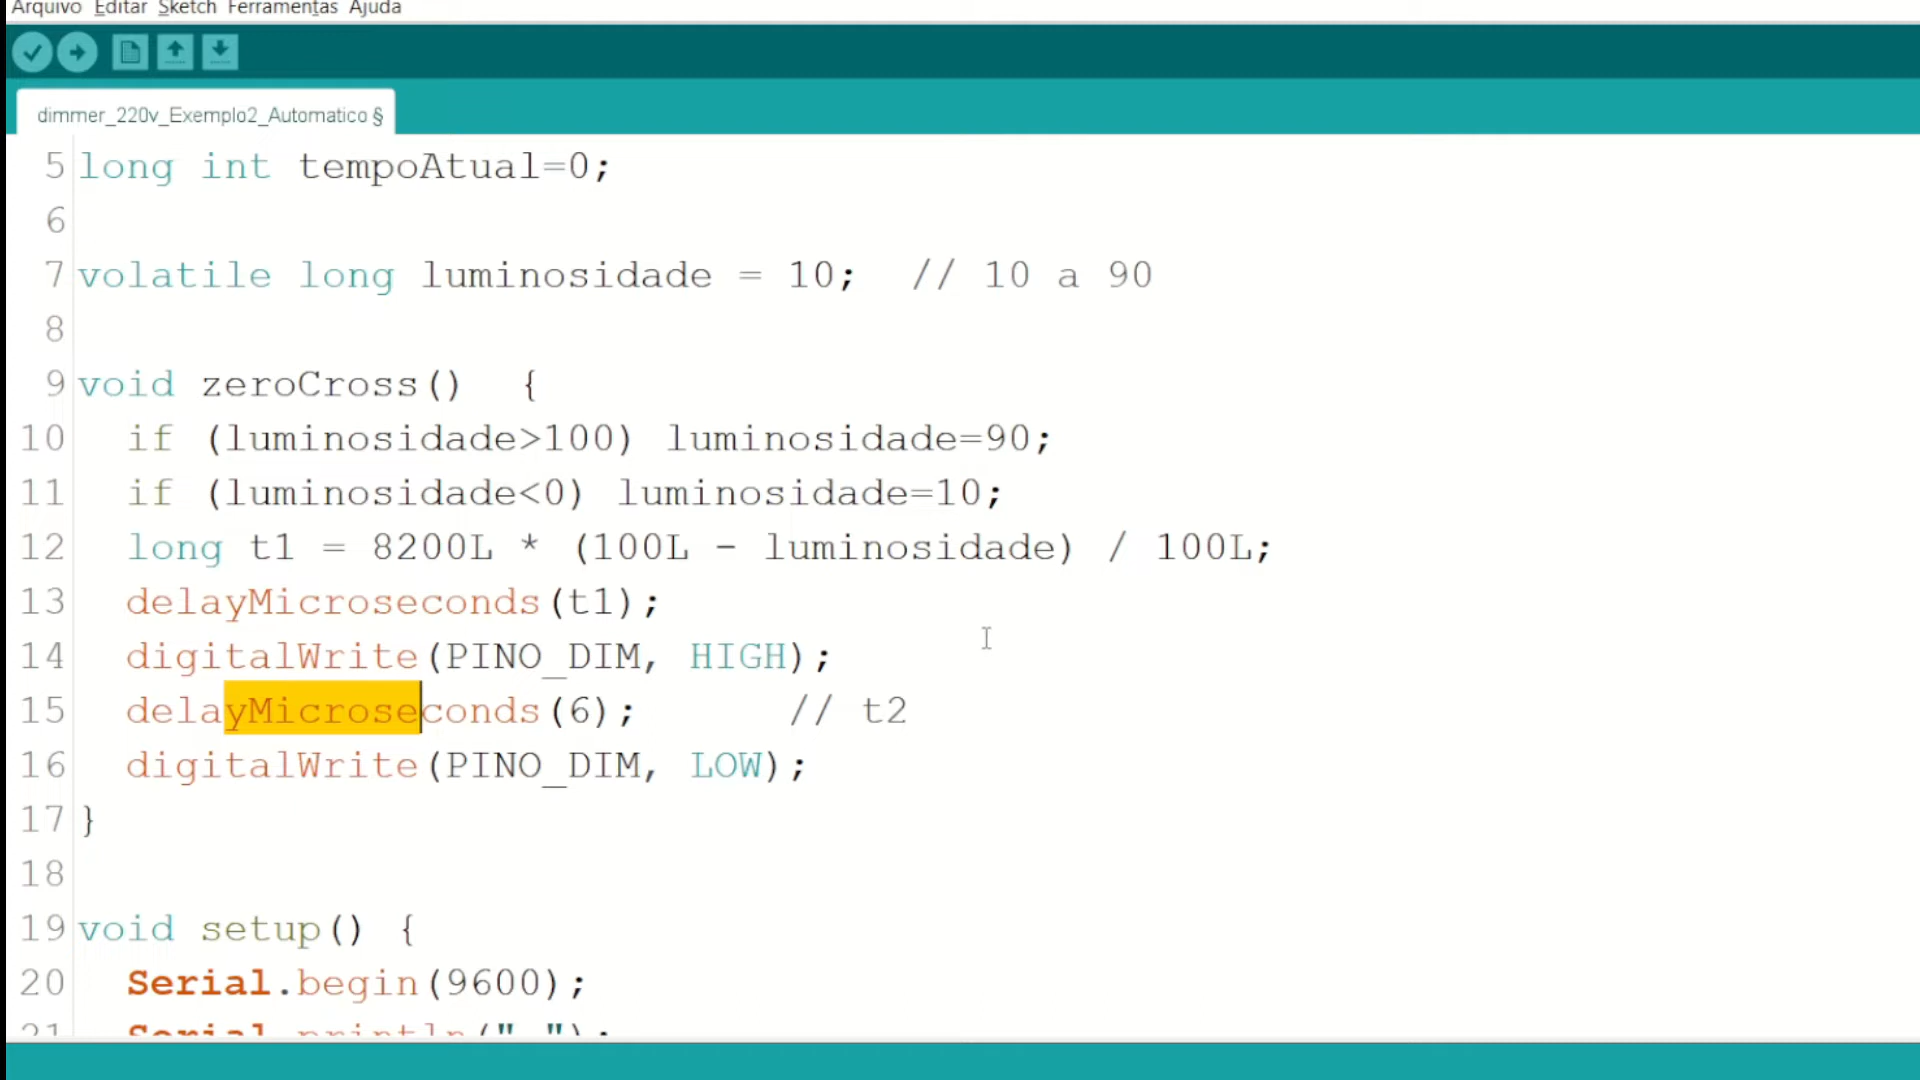 Arquivo Editar Sketch Ferramentas Ajuda
dimmer_220v_Exemplo2_Automatico §
5 long int tempoAtual=0;
6
7 volatile long luminosidade = 10;  // 10 a 90
8
9 void zeroCross()  {
10   if (luminosidade>100) luminosidade=90;
11   if (luminosidade<0) luminosidade=10;
12   long t1 = 8200L * (100L - luminosidade) / 100L;
13   delayMicroseconds(t1);
14   digitalWrite(PINO_DIM, HIGH);
15   delayMicroseconds(6);      // t2
16   digitalWrite(PINO_DIM, LOW);
17 }
18
19 void setup() {
20   Serial.begin(9600);
21   Serial.println(" ");